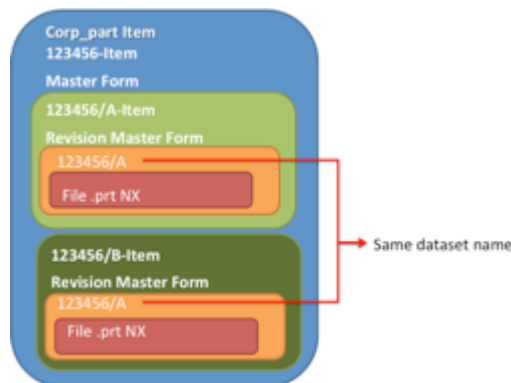 Corp_part Item
123456-Item
Master Form
123456/A-Item
Revision Master Form
123456/A
File .prt NX
Same dataset name
123456/B-Item
Revision Master Form
123456/A
File .prt NX